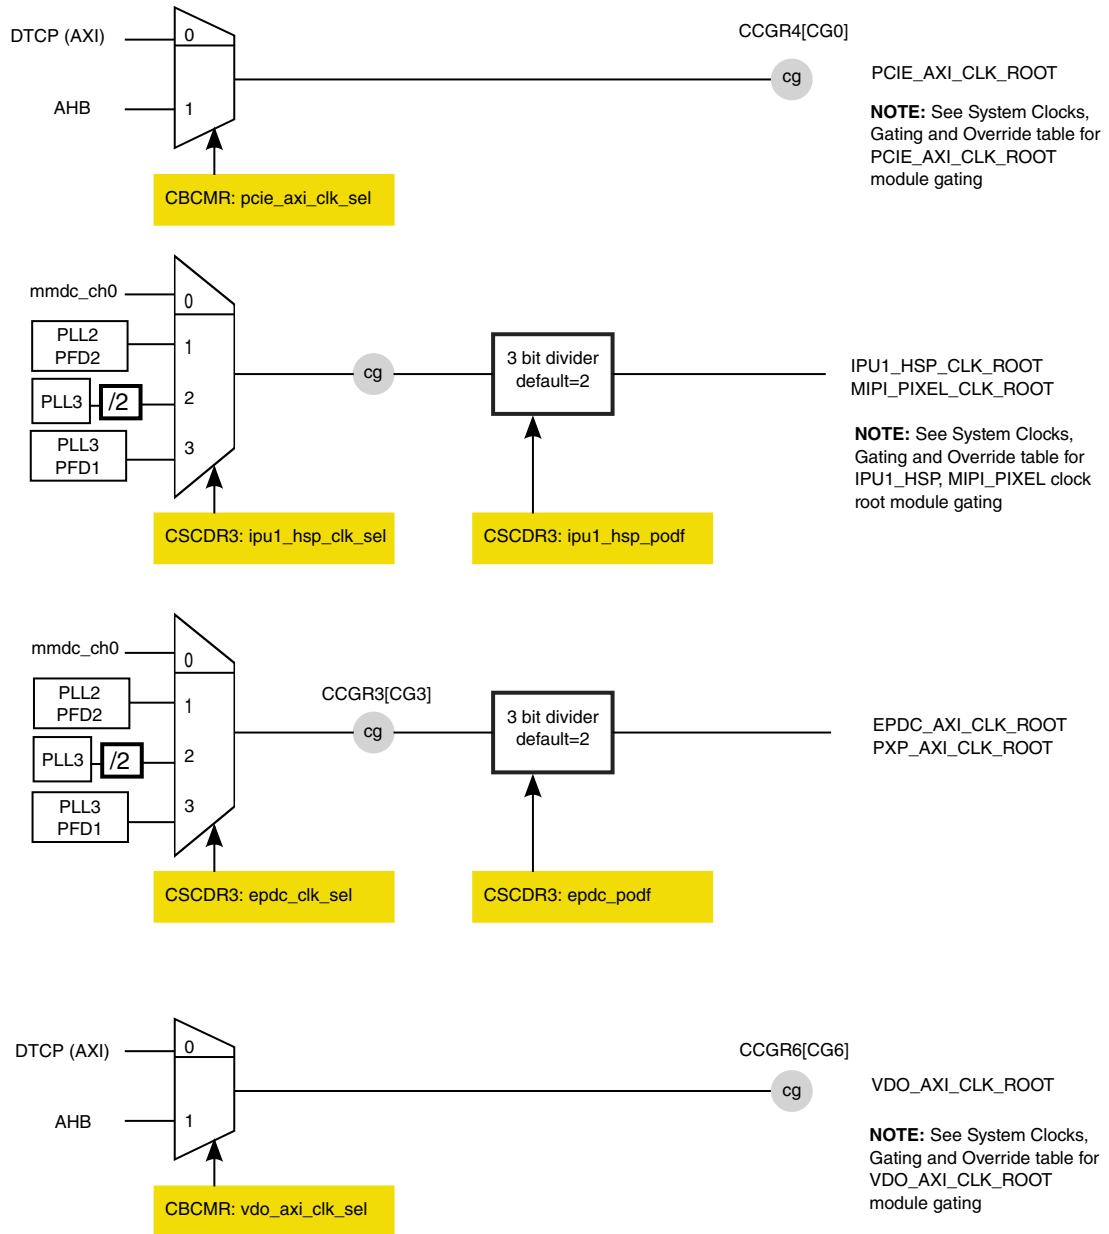 DTCP (AXI)
0
CCGR4[CG0]
cg
PCIE_AXI_CLK_ROOT
AHB
1
NOTE: See System Clocks,
Gating and Override table for
PCIE_AXI_CLK_ROOT
module gating
CBCMR: pcie_axi_clk_sel
mmdc_ch0
0
PLL2
PFD2
1
PLL3
/2
2
PLL3
PFD1
3
cg
3 bit divider
default=2
IPU1_HSP_CLK_ROOT
MIPI_PIXEL_CLK_ROOT
NOTE: See System Clocks,
Gating and Override table for
IPU1_HSP, MIPI_PIXEL clock
root module gating
CSCDR3: ipu1_hsp_clk_sel
CSCDR3: ipu1_hsp_podf
mmdc_ch0
0
PLL2
PFD2
1
PLL3
/2
2
PLL3
PFD1
3
CCGR3[CG3]
cg
3 bit divider
default=2
EPDC_AXI_CLK_ROOT
PXP_AXI_CLK_ROOT
CSCDR3: epdc_clk_sel
CSCDR3: epdc_podf
DTCP (AXI)
0
CCGR6[CG6]
cg
VDO_AXI_CLK_ROOT
AHB
1
NOTE: See System Clocks,
Gating and Override table for
VDO_AXI_CLK_ROOT
module gating
CBCMR: vdo_axi_clk_sel